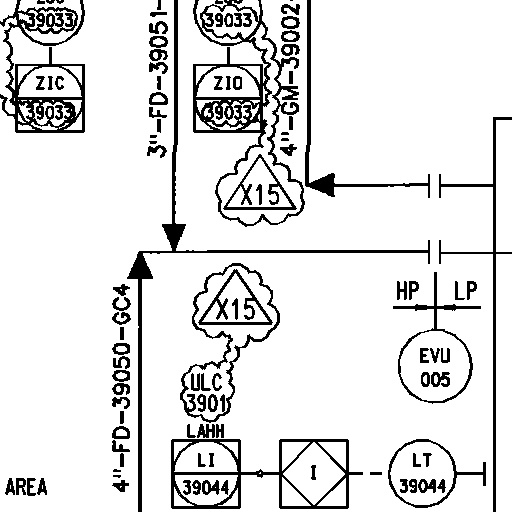 39033
39033
ZIC
39033
ZIO
39033
3"-FD-39051-
4"-GM-39002
X15
X15
4"-FD-39050-GC4
HP
LP
EVU
005
ULC
3901
LAHH
LI
39044
I
LT
39044
AREA